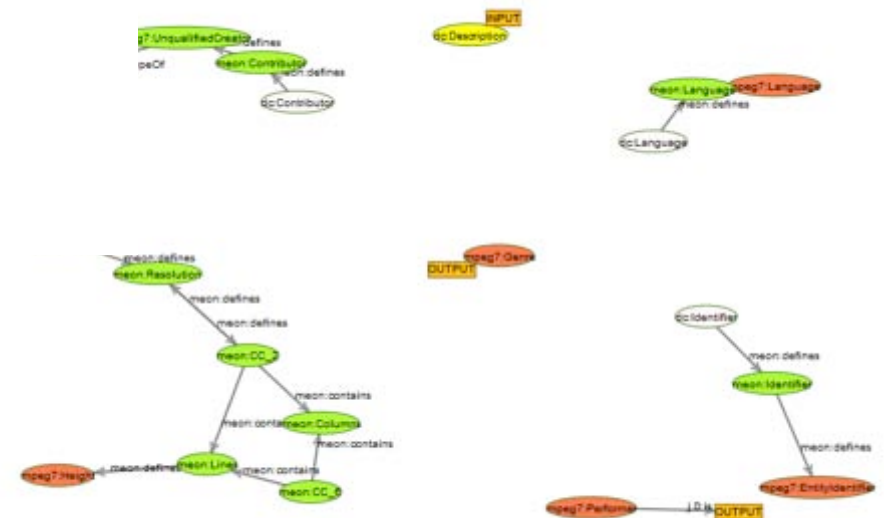 INPUT
g7:UnqualifiedCreator
defines
dc:Description
peOf
meon:Contributor
meon:defines
dc:Contributor
meon:Language
mpeg7:Language
meon:defines
dc:Language
meon:defines
meon:Resolution
mpeg7:Genre
OUTPUT
meon:defines
meon:defines
dc:Identifier
meon:CC_2
meon:defines
meon:Identifier
meon:contains
meon:conta
meon:Columns
meon:contains
meon:defines
meon:Lines
mpeg7:Height
meon:defines
meon:contains
meon:CC_6
mpeg7:EntityIdentifier
mpeg7:Performer
OUTPUT